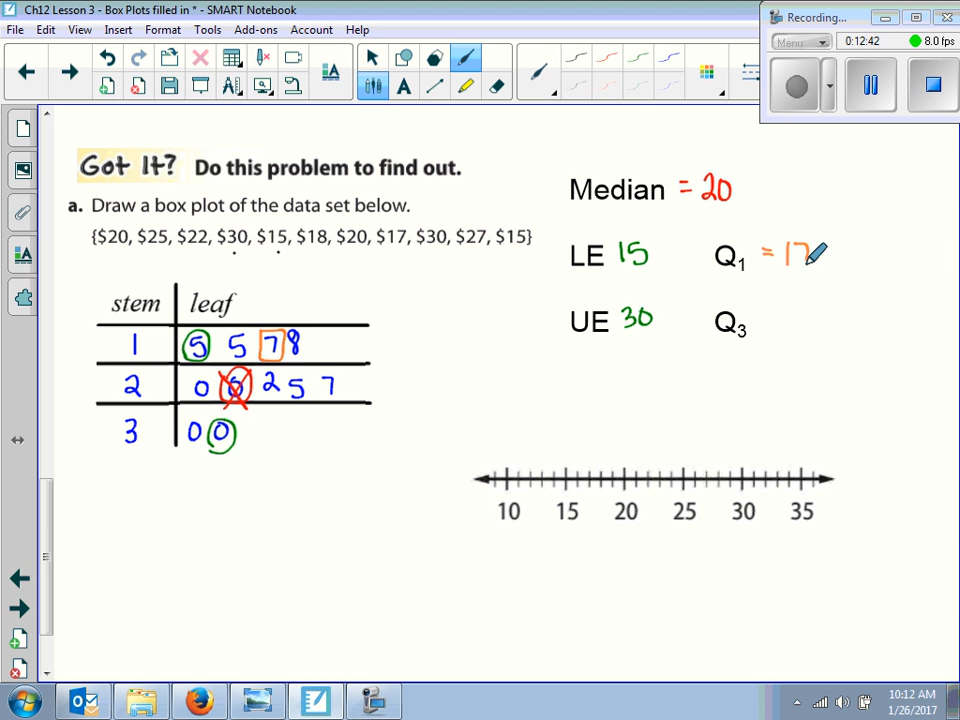 Ch12 Lesson 3 - Box Plots filled in * - SMART Notebook
File Edit View Insert Format Tools Add-ons Account Help
Recording...
Menu 0:12:42 8.0 fps
Got It? Do this problem to find out.
a. Draw a box plot of the data set below.
{$20, $25, $22, $30, $15, $18, $20, $17, $30, $27, $15}
stem leaf
1 5 5 7 8
2 0 0 2 5 7
3 0 0
Median = 20
LE 15 Q1 = 17
UE 30 Q3
10 15 20 25 30 35
10:12 AM
1/26/2017